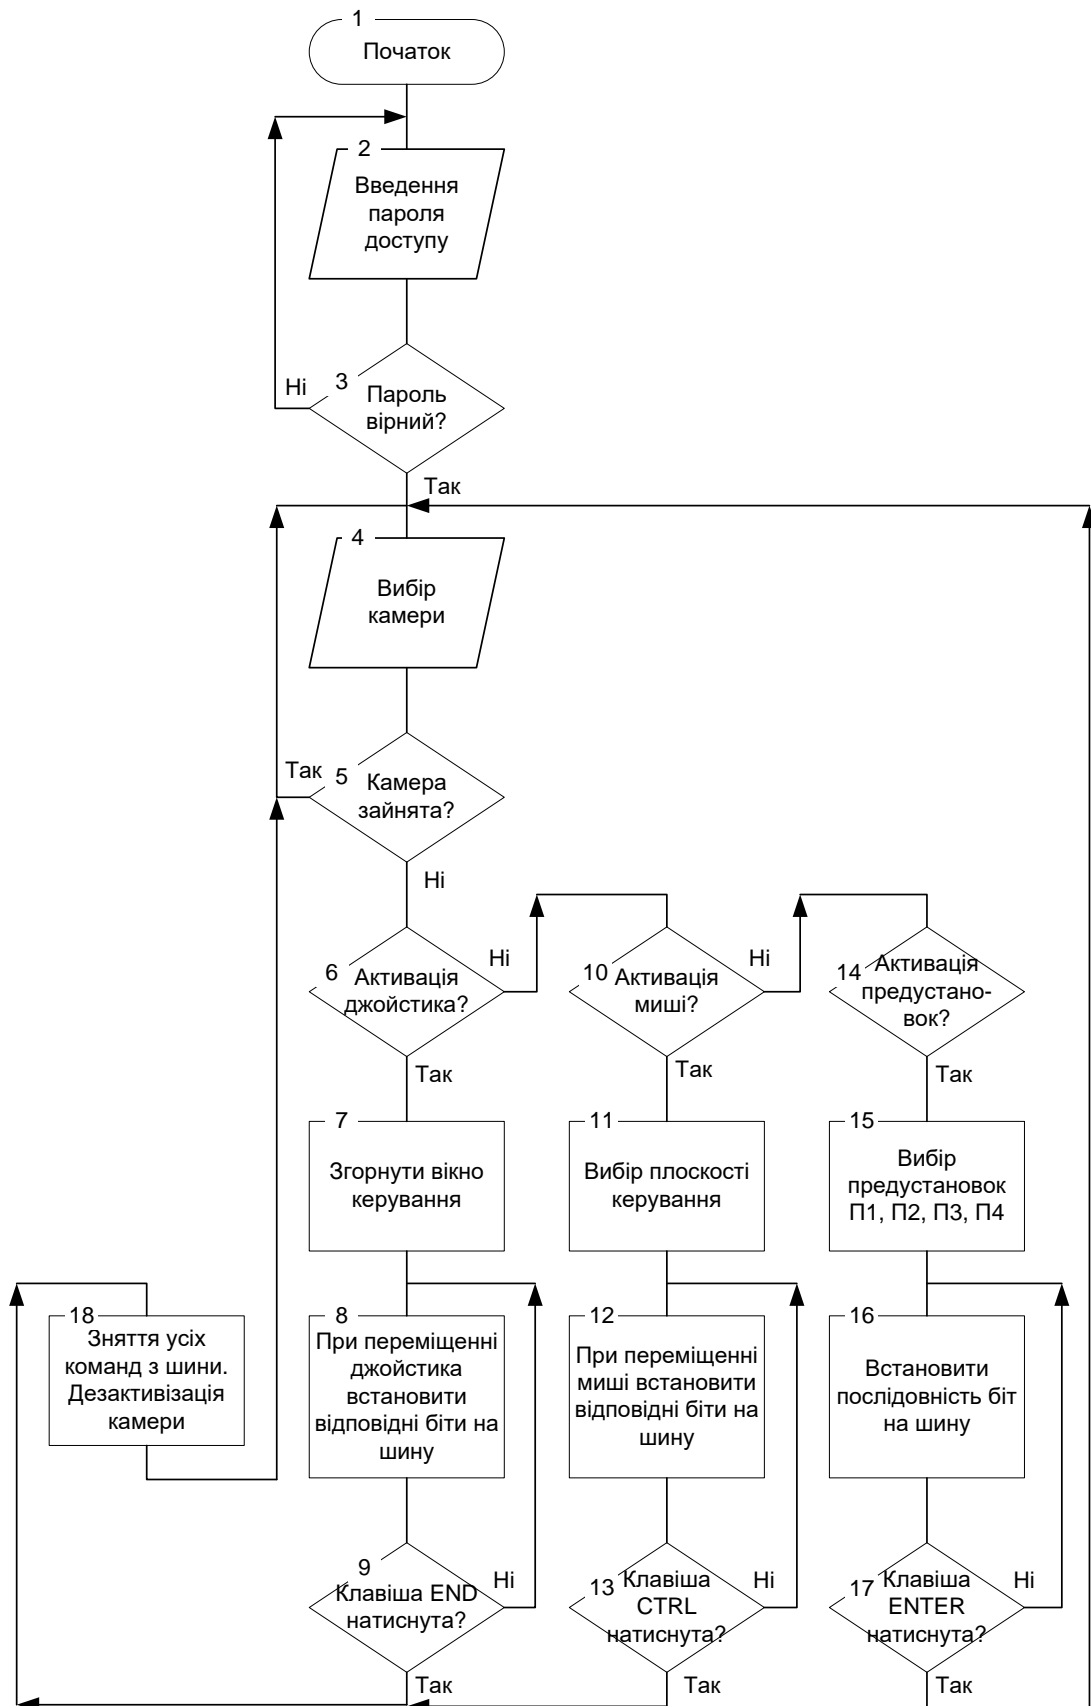 1
Початок
2
Введення
пароля
доступу
3
Пароль
вірний?
Ні
Так
4
Вибір
камери
5
Камера
зайнята?
Так
Ні
6
Активація
джойстика?
Ні
Так
10
Активація
миші?
Ні
Так
14
Активація
предустано-
вок?
Так
7
Згорнути вікно
керування
11
Вибір плоскості
керування
15
Вибір
предустановок
П1, П2, П3, П4
18
Зняття усіх
команд з шини.
Дезактивізація
камери
8
При переміщенні
джойстика
встановити
відповідні біти на
шину
12
При переміщенні
миші встановити
відповідні біти на
шину
16
Встановити
послідовність біт
на шину
9
Клавіша END
натиснута?
Ні
Так
13
Клавіша
CTRL
натиснута?
Ні
Так
17
Клавіша
ENTER
натиснута?
Ні
Так